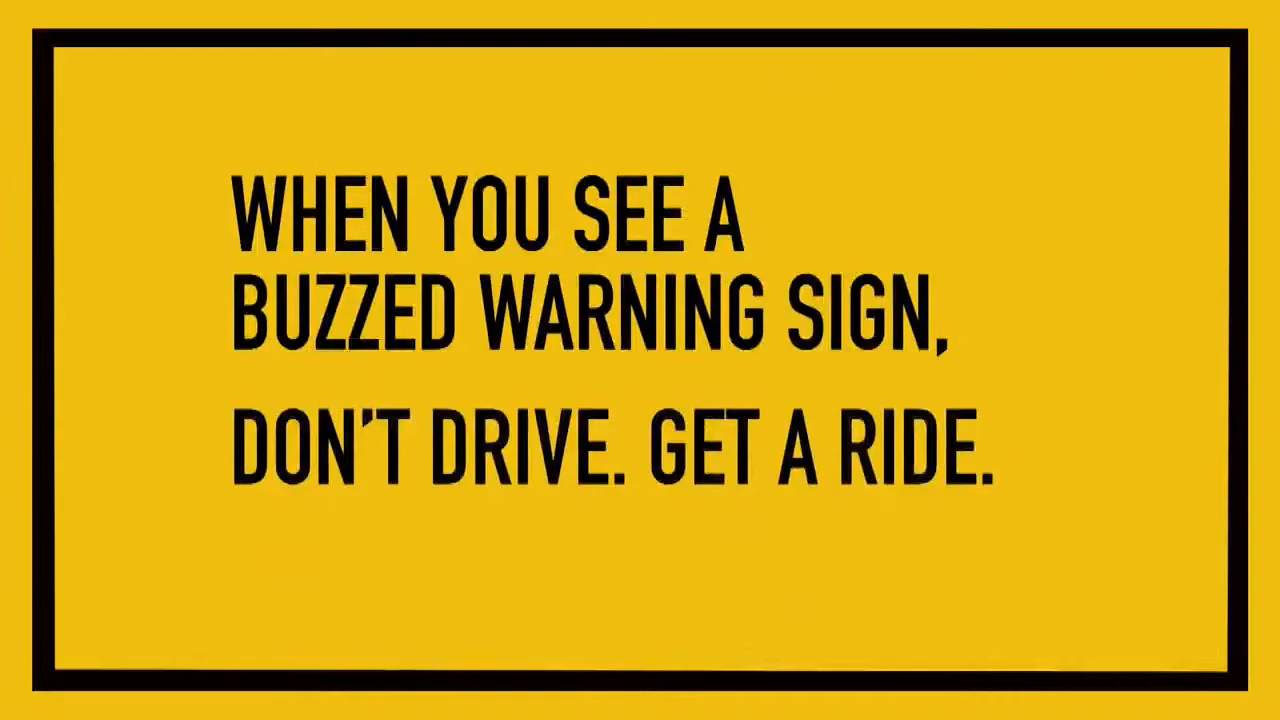 WHEN YOU SEE A
BUZZED WARNING SIGN,
DON'T DRIVE. GET A RIDE.